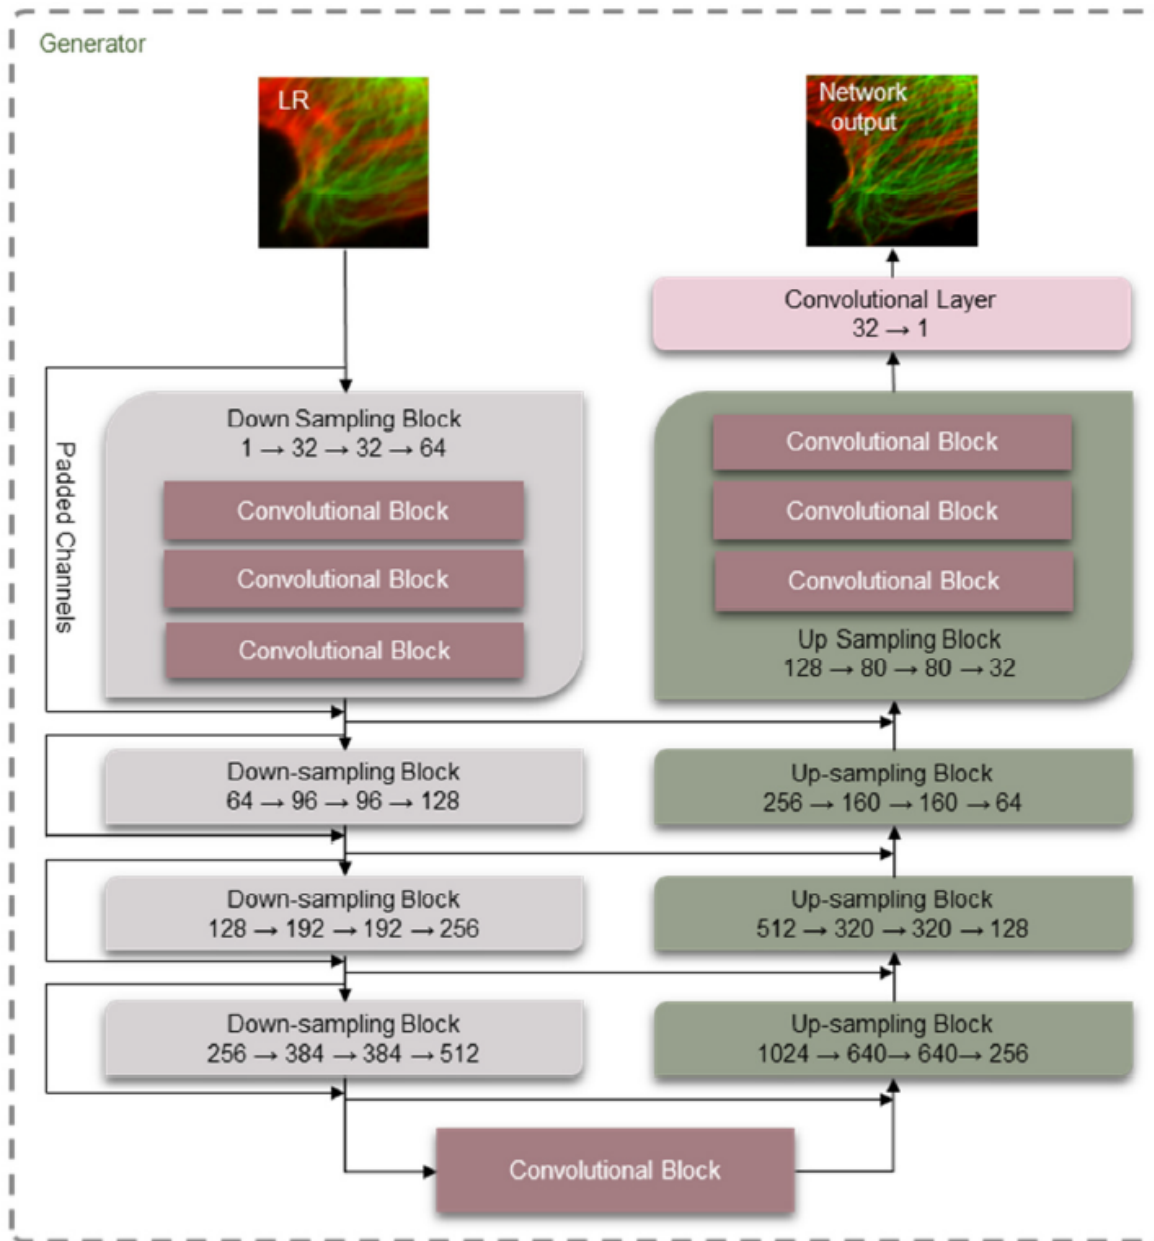 Generator
LR
Down Sampling Block
1 → 32 → 32 → 64
Convolutional Block
Convolutional Block
Convolutional Block
Padded Channels
Down-sampling Block
64 → 96 → 96 → 128
Down-sampling Block
128 → 192 → 192 → 256
Down-sampling Block
256 → 384 → 384 → 512
Convolutional Block
Network
output
Convolutional Layer
32 → 1
Convolutional Block
Convolutional Block
Convolutional Block
Up Sampling Block
128 → 80 → 80 → 32
Up-sampling Block
256 → 160 → 160 → 64
Up-sampling Block
512 → 320 → 320 → 128
Up-sampling Block
1024 → 640→ 640→ 256